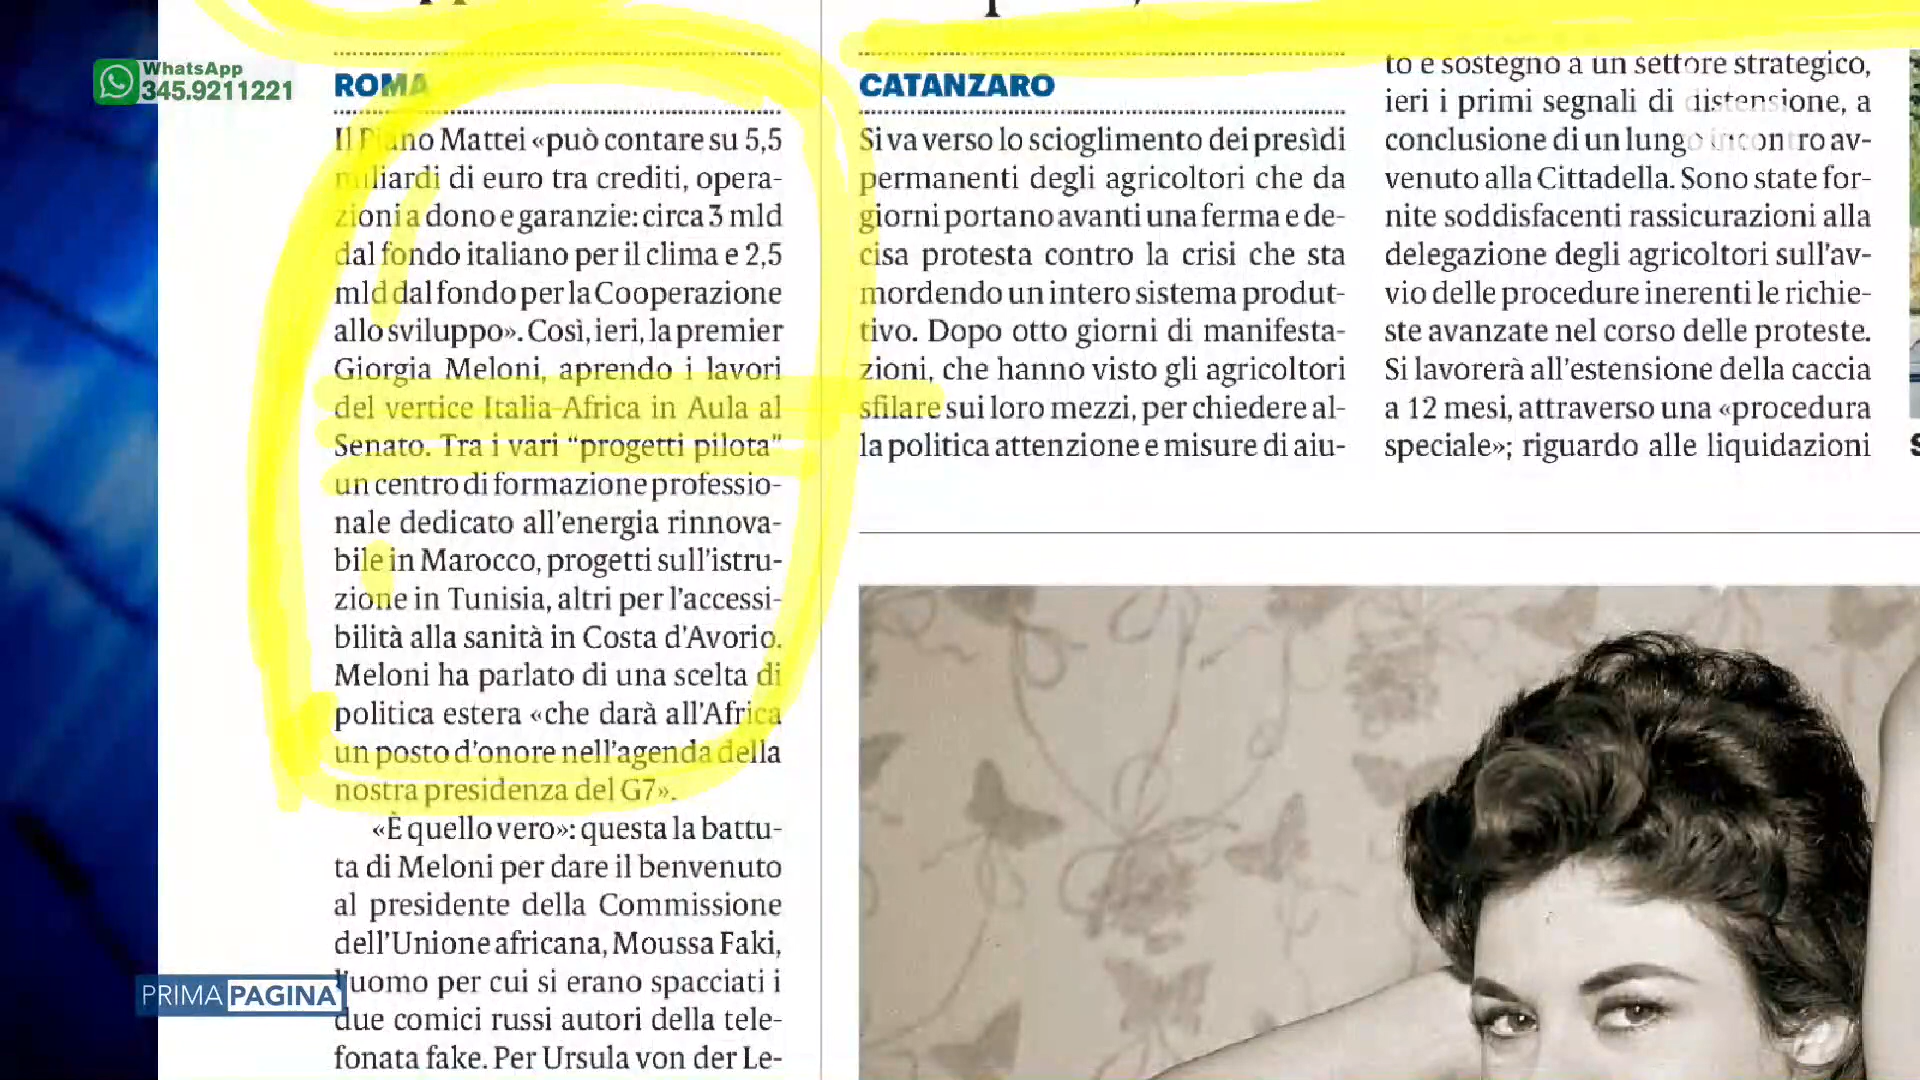 WhatsApp
345.9211221
ROMA
Il Piano Mattei «può contare su 5,5
miliardi di euro tra crediti, opera-
zioni a dono e garanzie: circa 3 mld
dal fondo italiano per il clima e 2,5
mld dal fondo per la Cooperazione
allo sviluppo». Così, ieri, la premier
Giorgia Meloni, aprendo i lavori
del vertice Italia-Africa in Aula al
Senato. Tra i vari "progetti pilota"
un centro di formazione professio-
nale dedicato all'energia rinnova-
bile in Marocco, progetti sull'istru-
zione in Tunisia, altri per l'accessi-
bilità alla sanità in Costa d'Avorio.
Meloni ha parlato di una scelta di
politica estera «che darà all'Africa
un posto d'onore nell'agenda della
nostra presidenza del G7».
«È quello vero»: questa la battu-
ta di Meloni per dare il benvenuto
al presidente della Commissione
dell'Unione africana, Moussa Faki,
l'uomo per cui si erano spacciati i
due comici russi autori della tele-
fonata fake. Per Ursula von der Le-
CATANZARO
Si va verso lo scioglimento dei presìdi
permanenti degli agricoltori che da
giorni portano avanti una ferma e de-
cisa protesta contro la crisi che sta
mordendo un intero sistema produt-
tivo. Dopo otto giorni di manifesta-
zioni, che hanno visto gli agricoltori
sfilare sui loro mezzi, per chiedere al-
la politica attenzione e misure di aiu-
to e sostegno a un settore strategico,
ieri i primi segnali di distensione, a
conclusione di un lungo incontro av-
venuto alla Cittadella. Sono state for-
nite soddisfacenti rassicurazioni alla
delegazione degli agricoltori sull'av-
vio delle procedure inerenti le richie-
ste avanzate nel corso delle proteste.
Si lavorerà all'estensione della caccia
a 12 mesi, attraverso una «procedura
speciale»; riguardo alle liquidazioni
PRIMA PAGINA